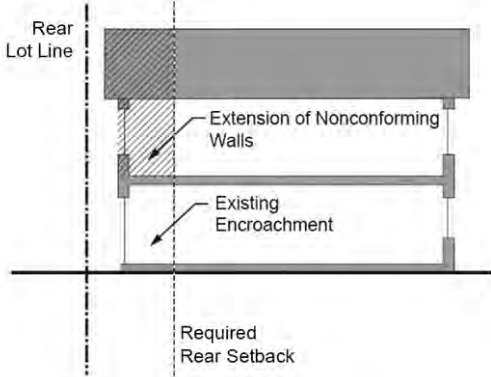 Rear
Lot Line
Extension of Nonconforming
Walls
Existing
Encroachment
Required
Rear Setback